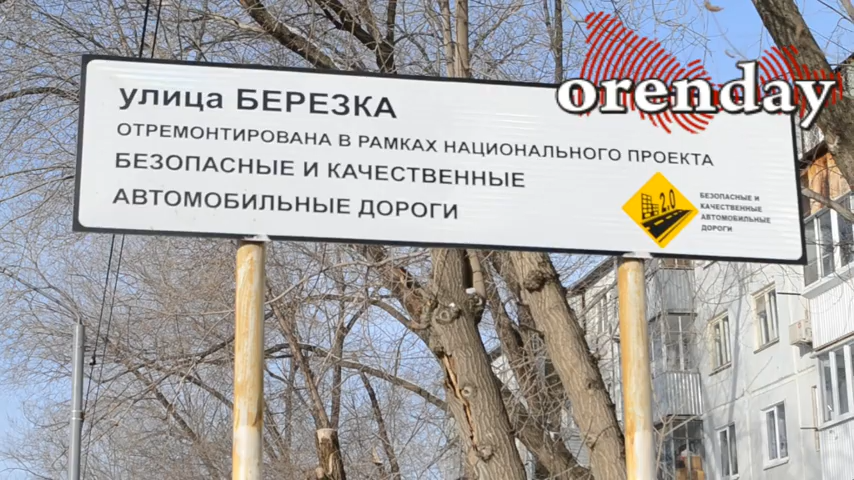 улица БЕРЕЗКА
ОТРЕМОНТИРОВАНА В РАМКАХ НАЦИОНАЛЬНОГО ПРОЕКТА
БЕЗОПАСНЫЕ И КАЧЕСТВЕННЫЕ
АВТОМОБИЛЬНЫЕ ДОРОГИ
2.0
БЕЗОПАСНЫЕ И
КАЧЕСТВЕННЫЕ
АВТОМОБИЛЬНЫЕ
ДОРОГИ
orenday